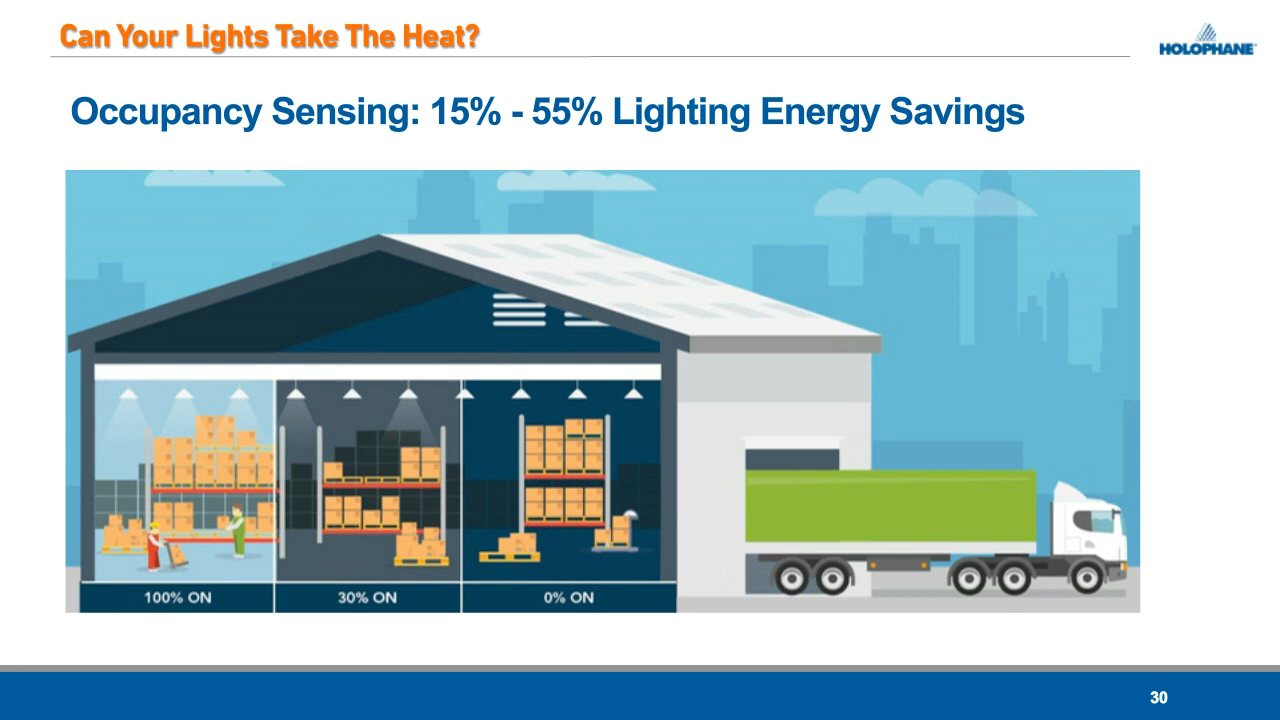 Can Your Lights Take The Heat?
HOLOPHANE®
Occupancy Sensing: 15% - 55% Lighting Energy Savings
100% ON
30% ON
0% ON
30